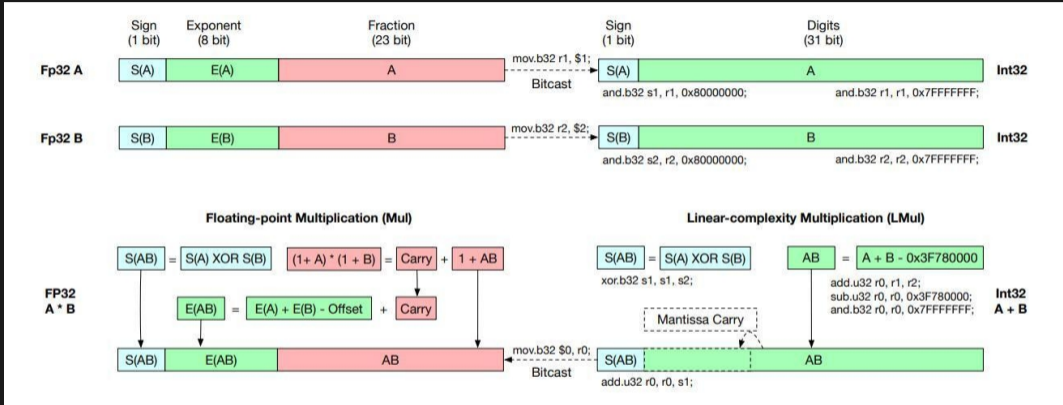 Sign Exponent Fraction Sign Digits
(1 bit) (8 bit) (23 bit) (1 bit) (31 bit)
Fp32 A S(A) E(A) A mov.b32 r1, $1; S(A) A Int32
Bitcast
and.b32 s1, r1, 0x80000000; and.b32 r1, r1, 0x7FFFFFFF;
Fp32 B S(B) E(B) B mov.b32 r2, $2; S(B) B Int32
and.b32 s2, r2, 0x80000000; and.b32 r2, r2, 0x7FFFFFFF;
Floating-point Multiplication (Mul)
S(AB) = S(A) XOR S(B) (1+ A) * (1 + B) = Carry + 1 + AB
FP32
A * B
E(AB) = E(A) + E(B) - Offset + Carry
S(AB) E(AB) AB
Linear-complexity Multiplication (LMul)
S(AB) = S(A) XOR S(B) AB = A + B - 0x3F780000
xor.b32 s1, s1, s2;
add.u32 r0, r1, r2;
sub.u32 r0, r0, 0x3F780000;
and.b32 r0, r0, 0x7FFFFFFF;
Int32
A + B
Mantissa Carry
mov.b32 $0, r0;
Bitcast
S(AB) AB
add.u32 r0, r0, s1;